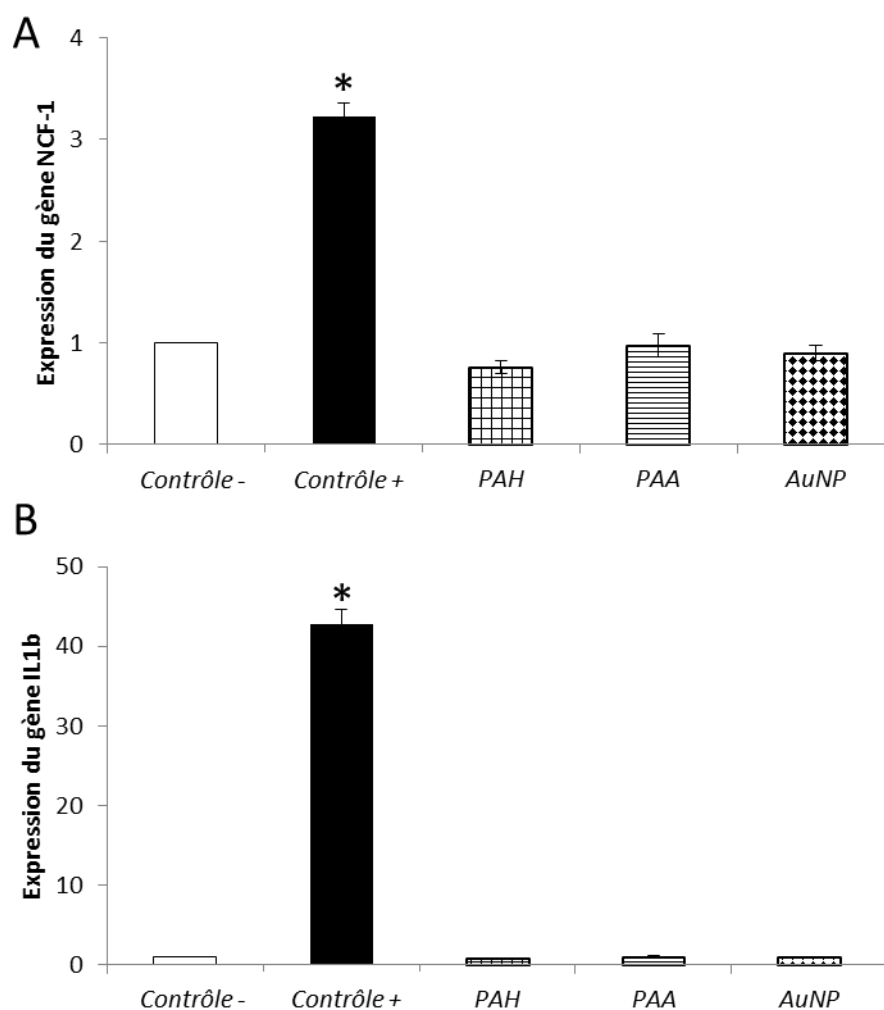 A
Expression du gène NCF-1
4
3
2
1
0
*
Contrôle - Contrôle + PAH PAA AuNP
B
Expression du gène IL1b
50
40
30
20
10
0
*
Contrôle - Contrôle + PAH PAA AuNP